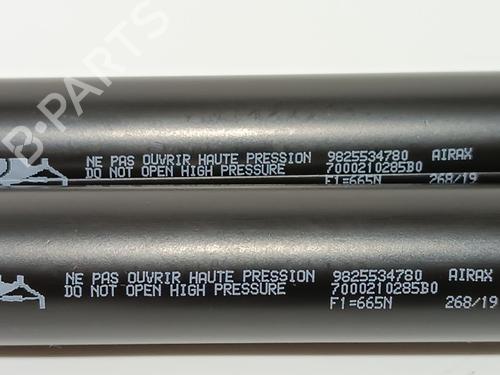 NE PAS OUVRIR HAUTE PRESSION 9825534780 AIRAX
DO NOT OPEN HIGH PRESSURE 7000210285B0
F1=665N 268/19
NE PAS OUVRIR HAUTE PRESSION 9825534780 AIRAX
DO NOT OPEN HIGH PRESSURE 7000210285B0
F1=665N 268/19
B-PARTS